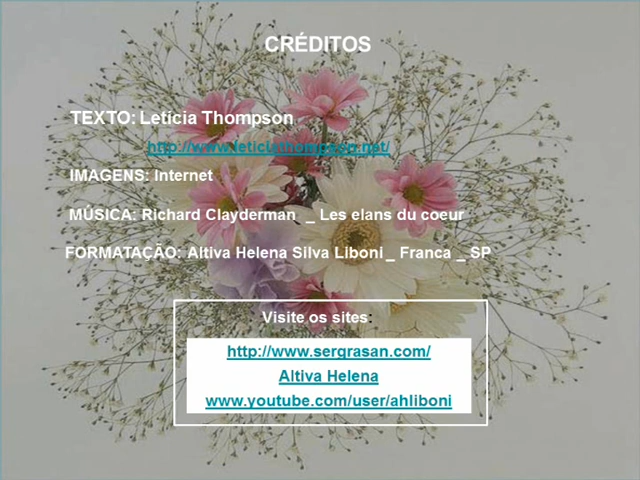 CRÉDITOS
TEXTO: Letícia Thompson
http://www.leticiathompson.net/
IMAGENS: Internet
MÚSICA: Richard Clayderman _ Les elans du coeur
FORMATAÇÃO: Altiva Helena Silva Liboni _ Franca _ SP
Visite os sites:
http://www.sergrasan.com/
Altiva Helena
www.youtube.com/user/ahliboni